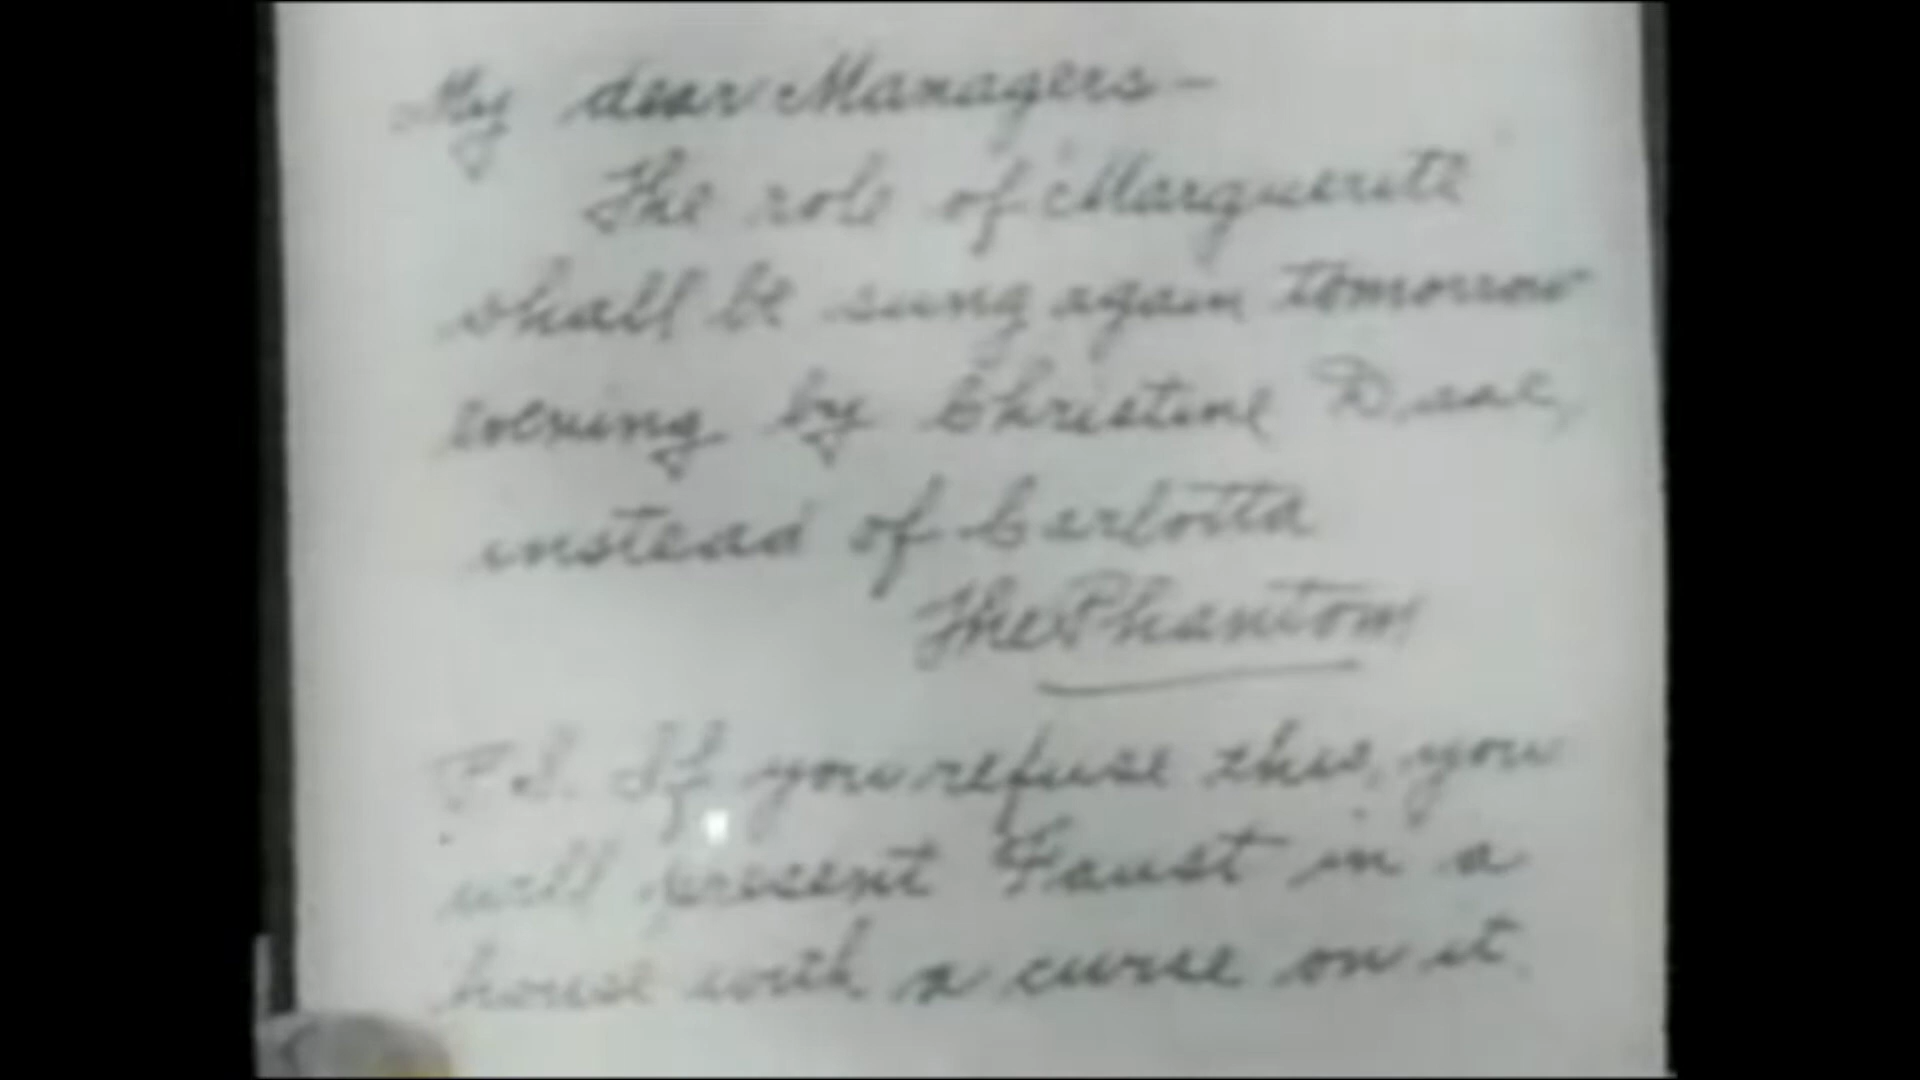 My dear Managers—
The role of "Marguerite"
shall be sung again tomorrow
evening by Christine Daae,
instead of Carlotta
The Phantom
P.S. If you refuse this, you
will present Faust in a
house with a curse on it.